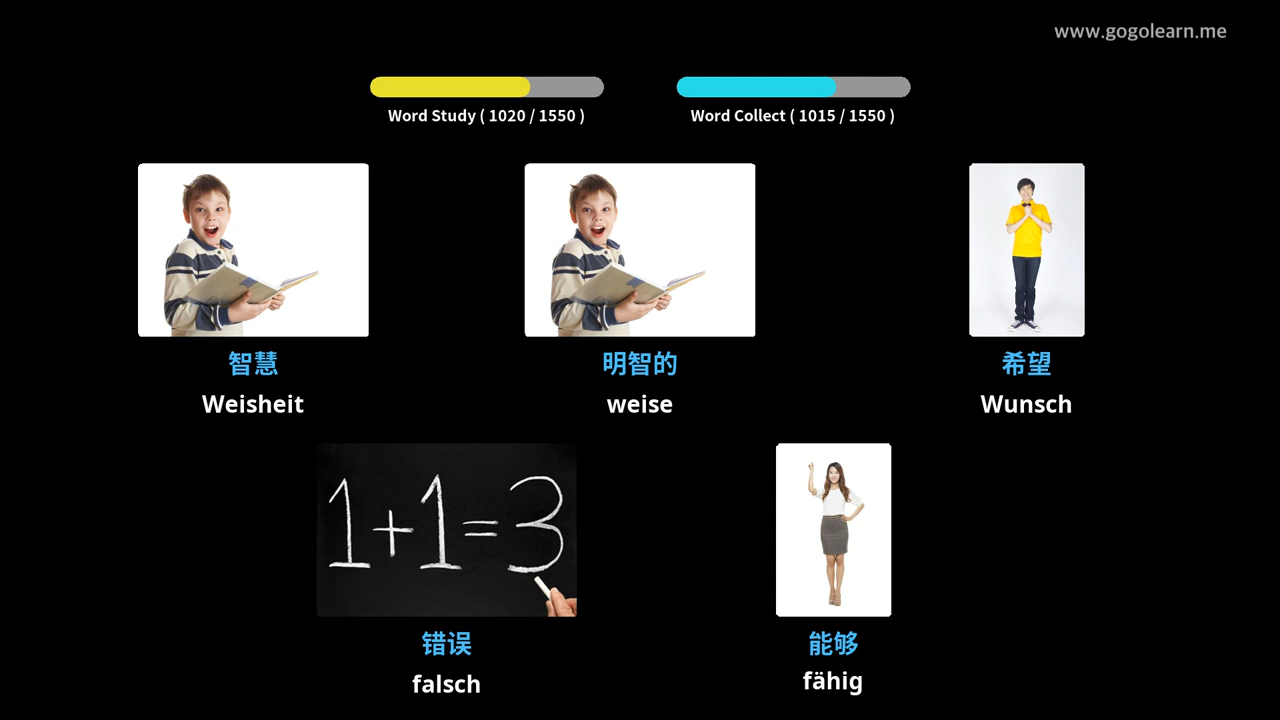 www.gogolearn.me
Word Study ( 1020 / 1550 )
Word Collect ( 1015 / 1550 )
智慧
Weisheit
明智的
weise
希望
Wunsch
1+1=3
错误
falsch
能够
fähig